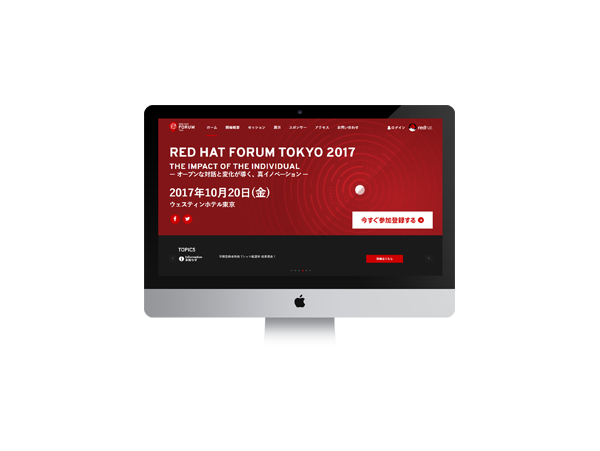 FORUM
ホーム
開催概要
セッション
展示
スポンサー
アクセス
お問い合わせ
ログイン
redhat
RED HAT FORUM TOKYO 2017
THE IMPACT OF THE INDIVIDUAL
— オープンな対話と変化が導く、真イノベーション —
2017年10月20日(金)
ウェスティンホテル東京
今すぐ参加登録する
TOPICS
Information